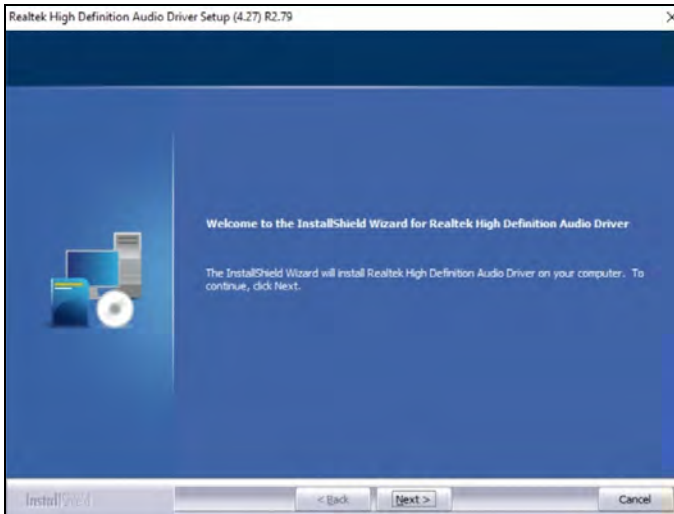 Realtek High Definition Audio Driver Setup (4.27) R2.79
Welcome to the InstallShield Wizard for Realtek High Definition Audio Driver
The InstallShield Wizard will install Realtek High Definition Audio Driver on your computer. To
continue, click Next.
InstallShield
< Back
Next >
Cancel